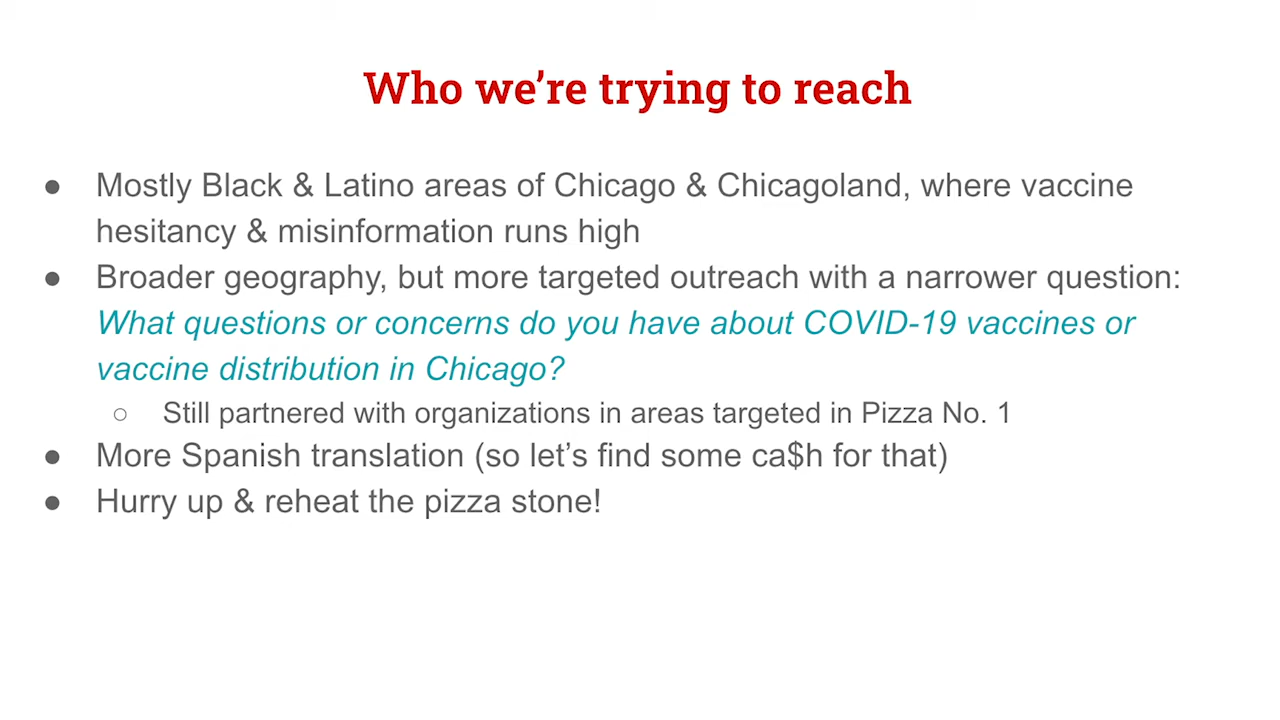 Who we’re trying to reach
● Mostly Black & Latino areas of Chicago & Chicagoland, where vaccine
hesitancy & misinformation runs high
● Broader geography, but more targeted outreach with a narrower question:
What questions or concerns do you have about COVID-19 vaccines or
vaccine distribution in Chicago?
○ Still partnered with organizations in areas targeted in Pizza No. 1
● More Spanish translation (so let’s find some ca$h for that)
● Hurry up & reheat the pizza stone!